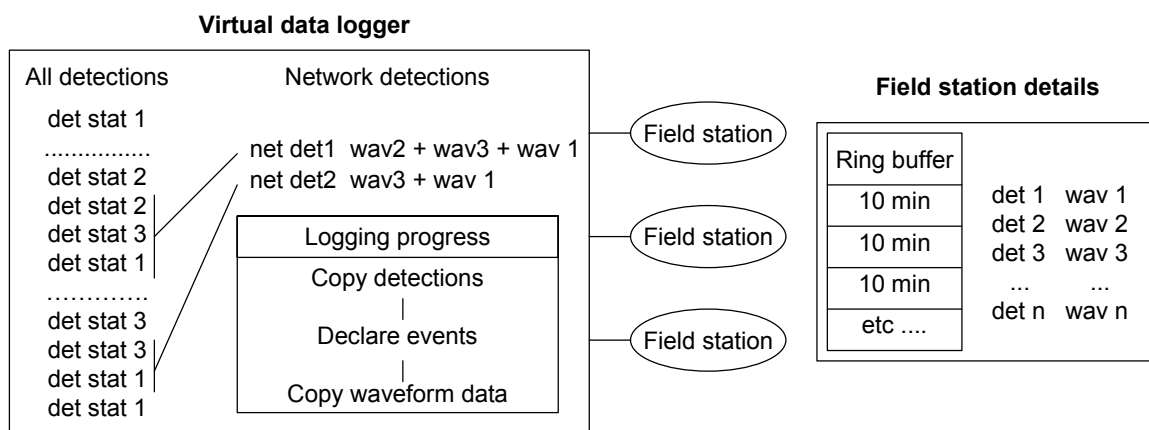 Virtual data logger
All detections
det stat 1
................
det stat 2
det stat 2
det stat 3
det stat 1
.............
det stat 3
det stat 3
det stat 1
det stat 1
Network detections
net det1 wav2 + wav3 + wav 1
net det2 wav3 + wav 1
Logging progress
Copy detections
Declare events
Copy waveform data
Field station
Field station
Field station
Field station details
Ring buffer
10 min
10 min
10 min
etc ....
det 1 wav 1
det 2 wav 2
det 3 wav 3
... ...
det n wav n